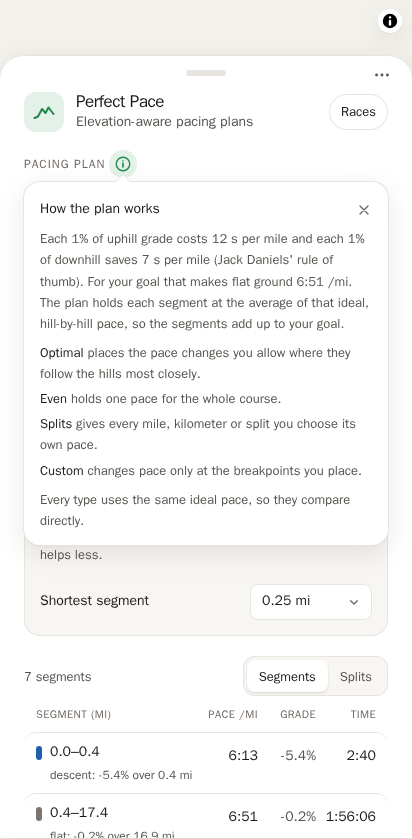 Perfect Pace
Elevation-aware pacing plans
Races
PACING PLAN
How the plan works
Each 1% of uphill grade costs 12 s per mile and each 1%
of downhill saves 7 s per mile (Jack Daniels' rule of
thumb). For your goal that makes flat ground 6:51 /mi.
The plan holds each segment at the average of that ideal,
hill-by-hill pace, so the segments add up to your goal.
Optimal places the pace changes you allow where they
follow the hills most closely.
Even holds one pace for the whole course.
Splits gives every mile, kilometer or split you choose its
own pace.
Custom changes pace only at the breakpoints you place.
Every type uses the same ideal pace, so they compare
directly.
helps less.
Shortest segment 0.25 mi
7 segments Segments Splits
SEGMENT (MI) PACE /MI GRADE TIME
0.0–0.4 6:13 -5.4% 2:40
descent: -5.4% over 0.4 mi
0.4–17.4 6:51 -0.2% 1:56:06
flat: -0.2% over 16.9 mi